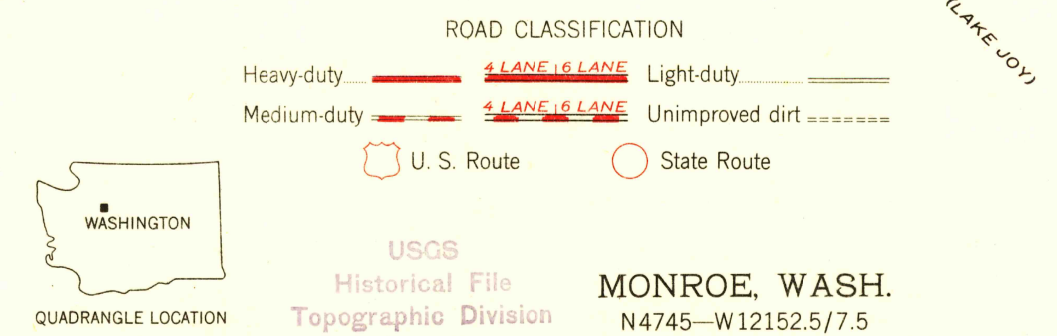 (LAKE JOY)
ROAD CLASSIFICATION
Heavy-duty 4 LANE 6 LANE Light-duty
Medium-duty 4 LANE 6 LANE Unimproved dirt
U. S. Route State Route
WASHINGTON
QUADRANGLE LOCATION
USGS
Historical File
Topographic Division
MONROE, WASH.
N4745—W12152.5/7.5